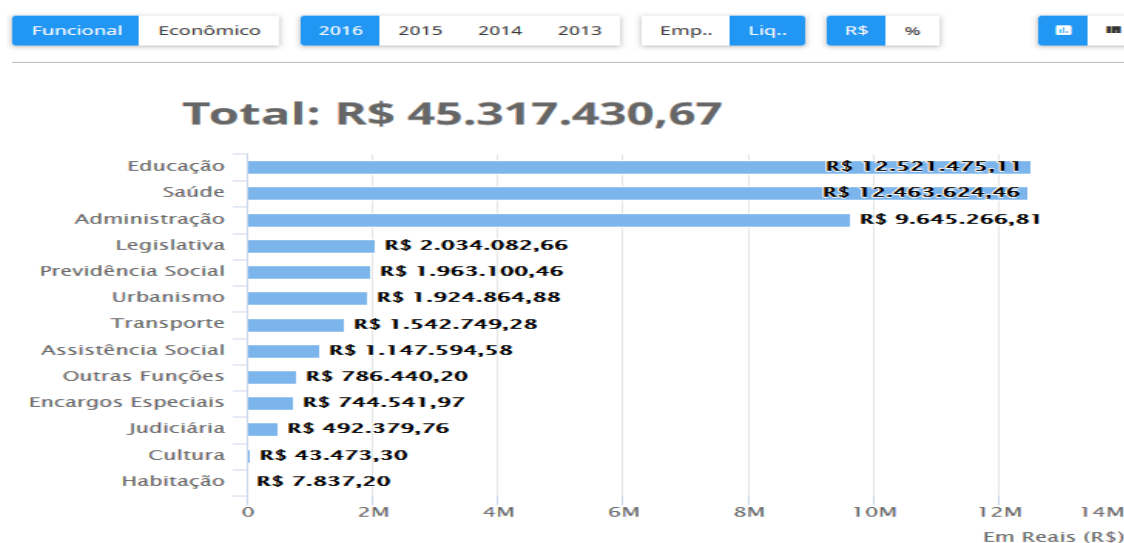 Funcional Econômico 2016 2015 2014 2013 Emp.. Liq.. R$ %
Total: R$ 45.317.430,67
Educação R$ 12.521.475,11
Saúde R$ 12.463.624,46
Administração R$ 9.645.266,81
Legislativa R$ 2.034.082,66
Previdência Social R$ 1.963.100,46
Urbanismo R$ 1.924.864,88
Transporte R$ 1.542.749,28
Assistência Social R$ 1.147.594,58
Outras Funções R$ 786.440,20
Encargos Especiais R$ 744.541,97
Judiciária R$ 492.379,76
Cultura R$ 43.473,30
Habitação R$ 7.837,20
0 2M 4M 6M 8M 10M 12M 14M
Em Reais (R$)